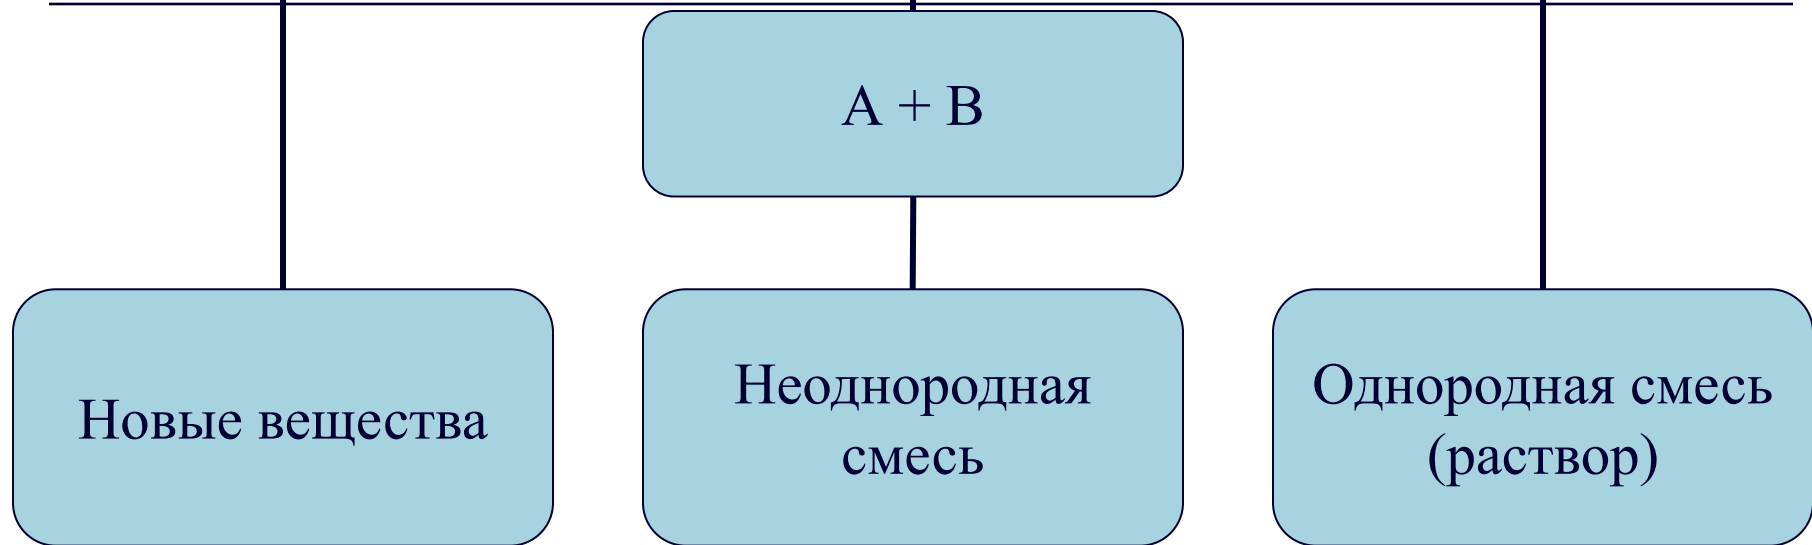 A + B
Новые вещества
Неоднородная
смесь
Однородная смесь
(раствор)